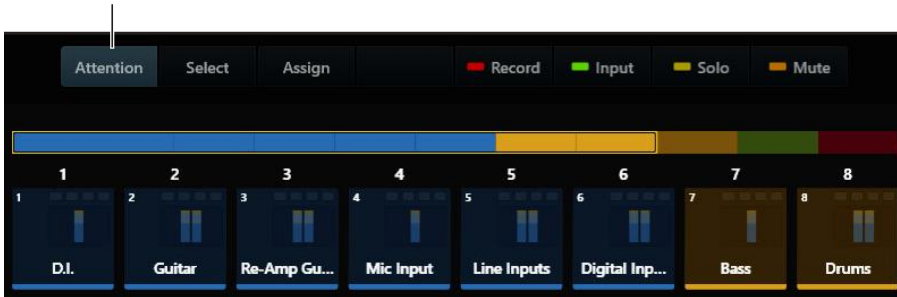 Attention Select Assign Record Input Solo Mute
1 2 3 4 5 6 7 8
1 2 3 4 5 6 7 8
D.I. Guitar Re-Amp Gu... Mic Input Line Inputs Digital Inp... Bass Drums